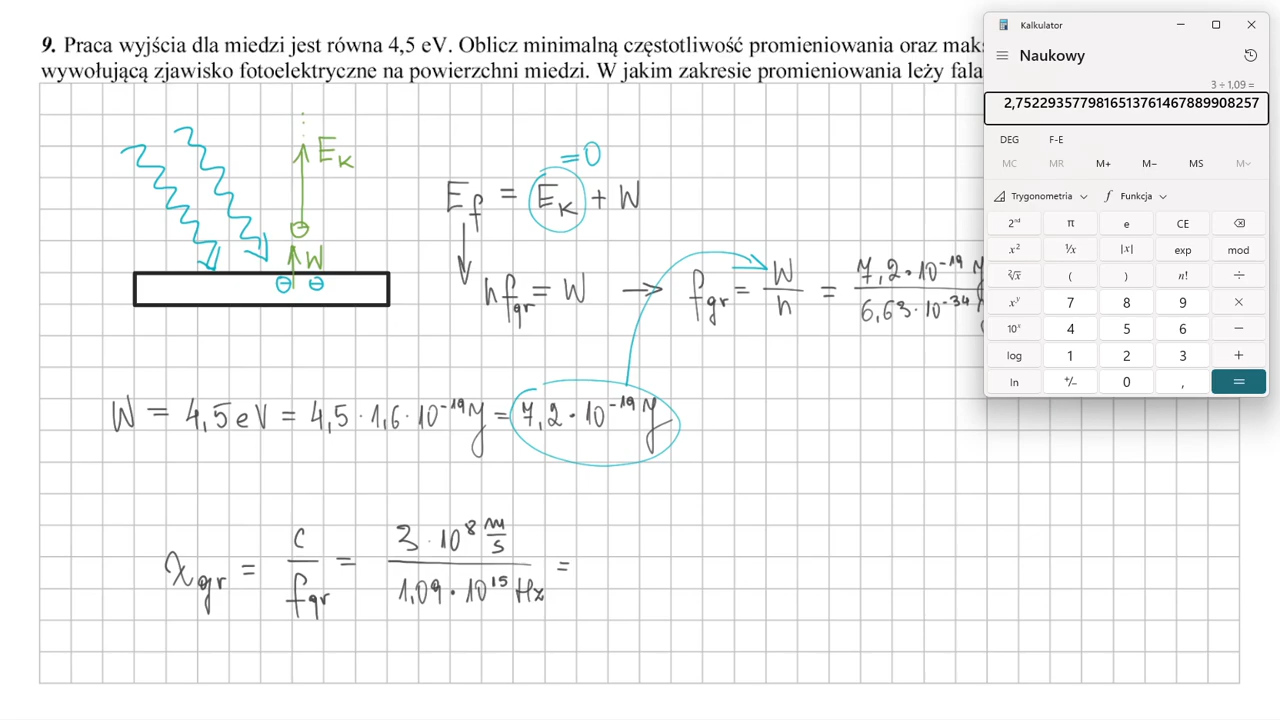 9. Praca wyjścia dla miedzi jest równa 4,5 eV. Oblicz minimalną częstotliwość promieniowania oraz
wywołującą zjawisko fotoelektryczne na powierzchni miedzi. W jakim zakresie promieniowania leży fala
E_K
W
E_f = E_K + W
=0
hf_gr = W → f_gr = W/h = 7,2·10⁻¹⁹ / 6,63·10⁻³⁴
W = 4,5 eV = 4,5·1,6·10⁻¹⁹ J = 7,2·10⁻¹⁹ J
λ_gr = c/f_gr = 3·10⁸ m/s / 1,09·10¹⁵ Hz =
Kalkulator
Naukowy
3 ÷ 1,09 =
2,7522935779816513761467889908257
DEG F-E
MC MR M+ M− MS M˅
Trygonometria Funkcja
2ⁿᵈ π e CE
x² ¹/x |x| exp mod
²√x ( ) n! ÷
xʸ 7 8 9 ×
10ˣ 4 5 6 −
log 1 2 3 +
ln +/− 0 , =